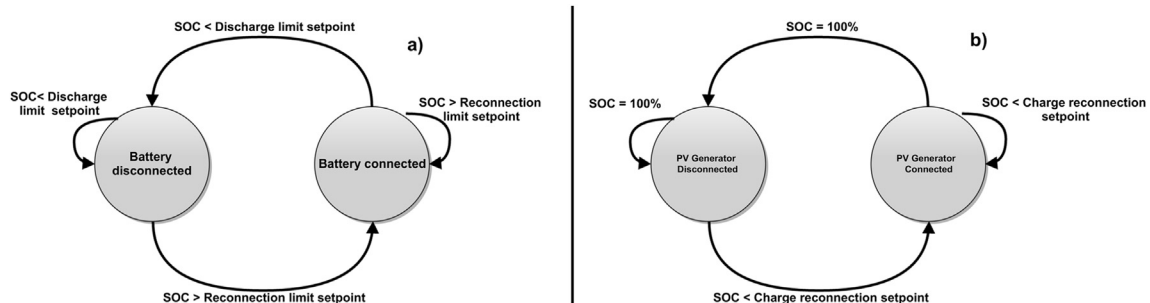 SOC < Discharge limit setpoint
a)
SOC< Discharge
limit setpoint
SOC > Reconnection
limit setpoint
Battery
disconnected
Battery connected
SOC > Reconnection limit setpoint
SOC = 100%
b)
SOC = 100%
SOC < Charge reconnection
setpoint
PV Generator
Disconnected
PV Generator
Connected
SOC < Charge reconnection setpoint